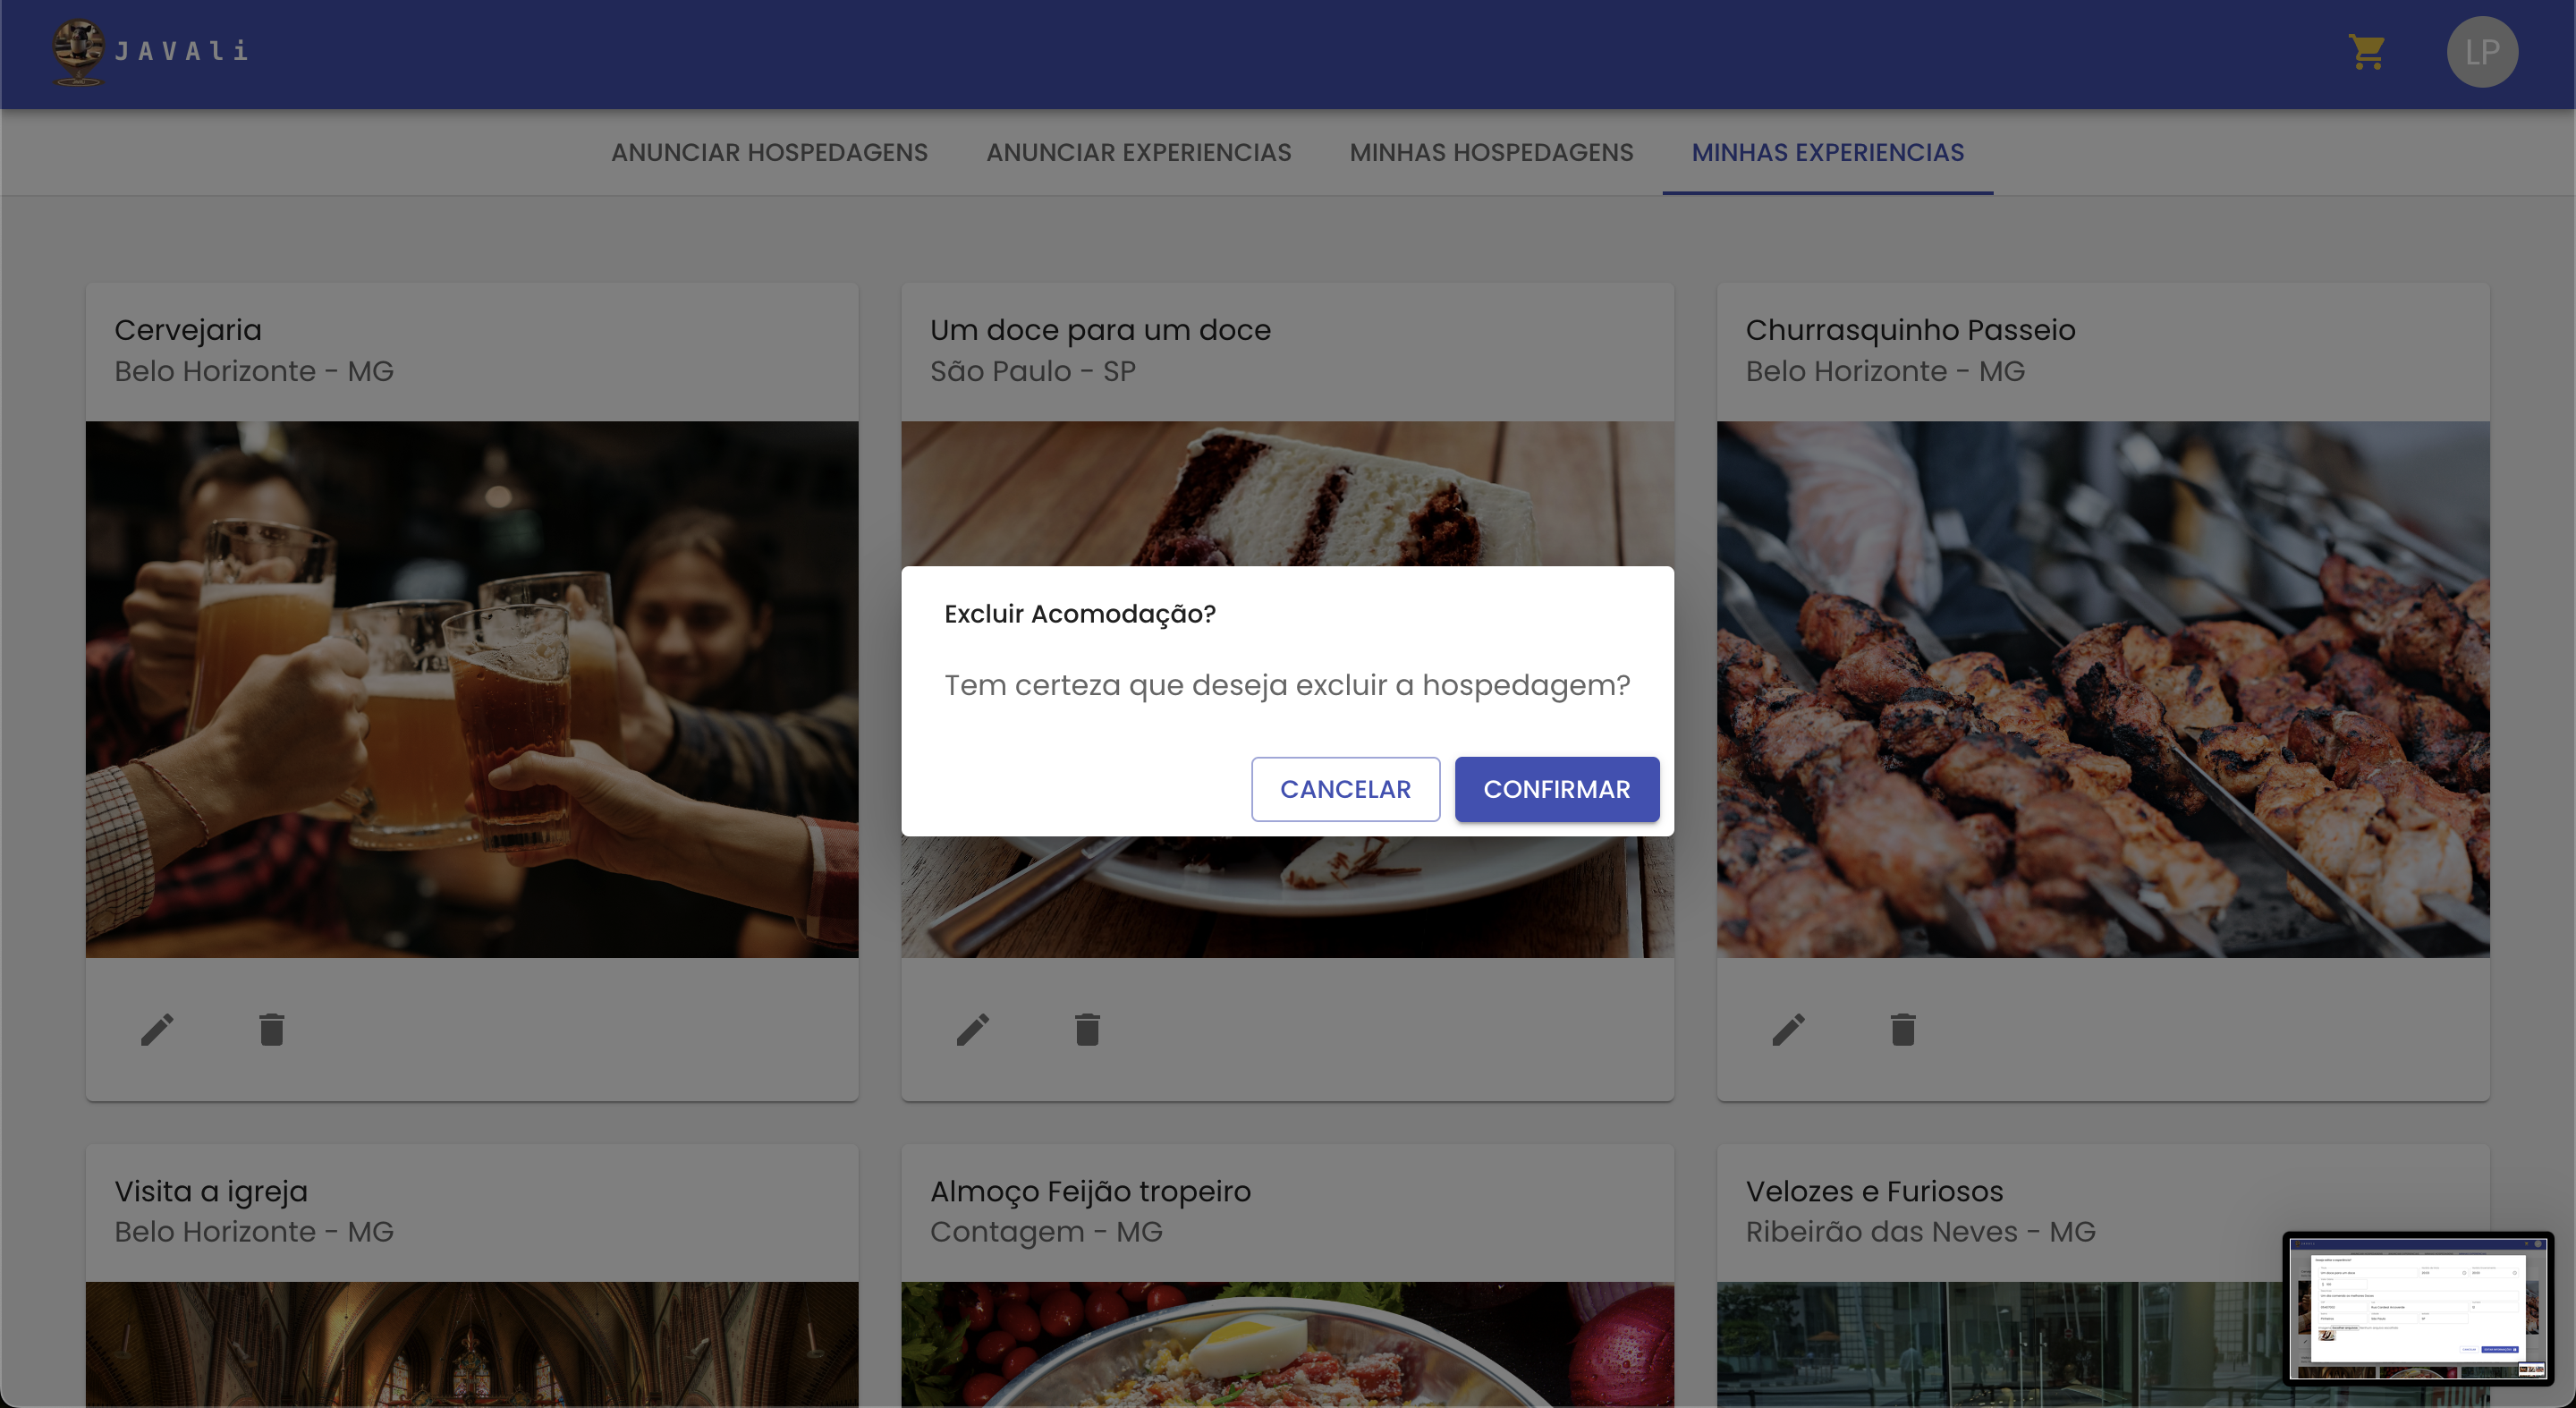 JAVAli
LP
ANUNCIAR HOSPEDAGENS
ANUNCIAR EXPERIENCIAS
MINHAS HOSPEDAGENS
MINHAS EXPERIENCIAS
Cervejaria
Belo Horizonte - MG
Um doce para um doce
São Paulo - SP
Churrasquinho Passeio
Belo Horizonte - MG
Excluir Acomodação?
Tem certeza que deseja excluir a hospedagem?
CANCELAR
CONFIRMAR
Visita a igreja
Belo Horizonte - MG
Almoço Feijão tropeiro
Contagem - MG
Velozes e Furiosos
Ribeirão das Neves - MG